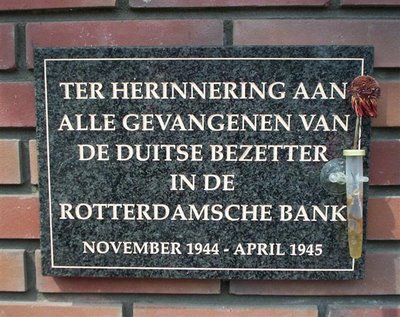 TER HERINNERING AAN
ALLE GEVANGENEN VAN
DE DUITSE BEZETTER
IN DE
ROTTERDAMSCHE BANK
NOVEMBER 1944 - APRIL 1945